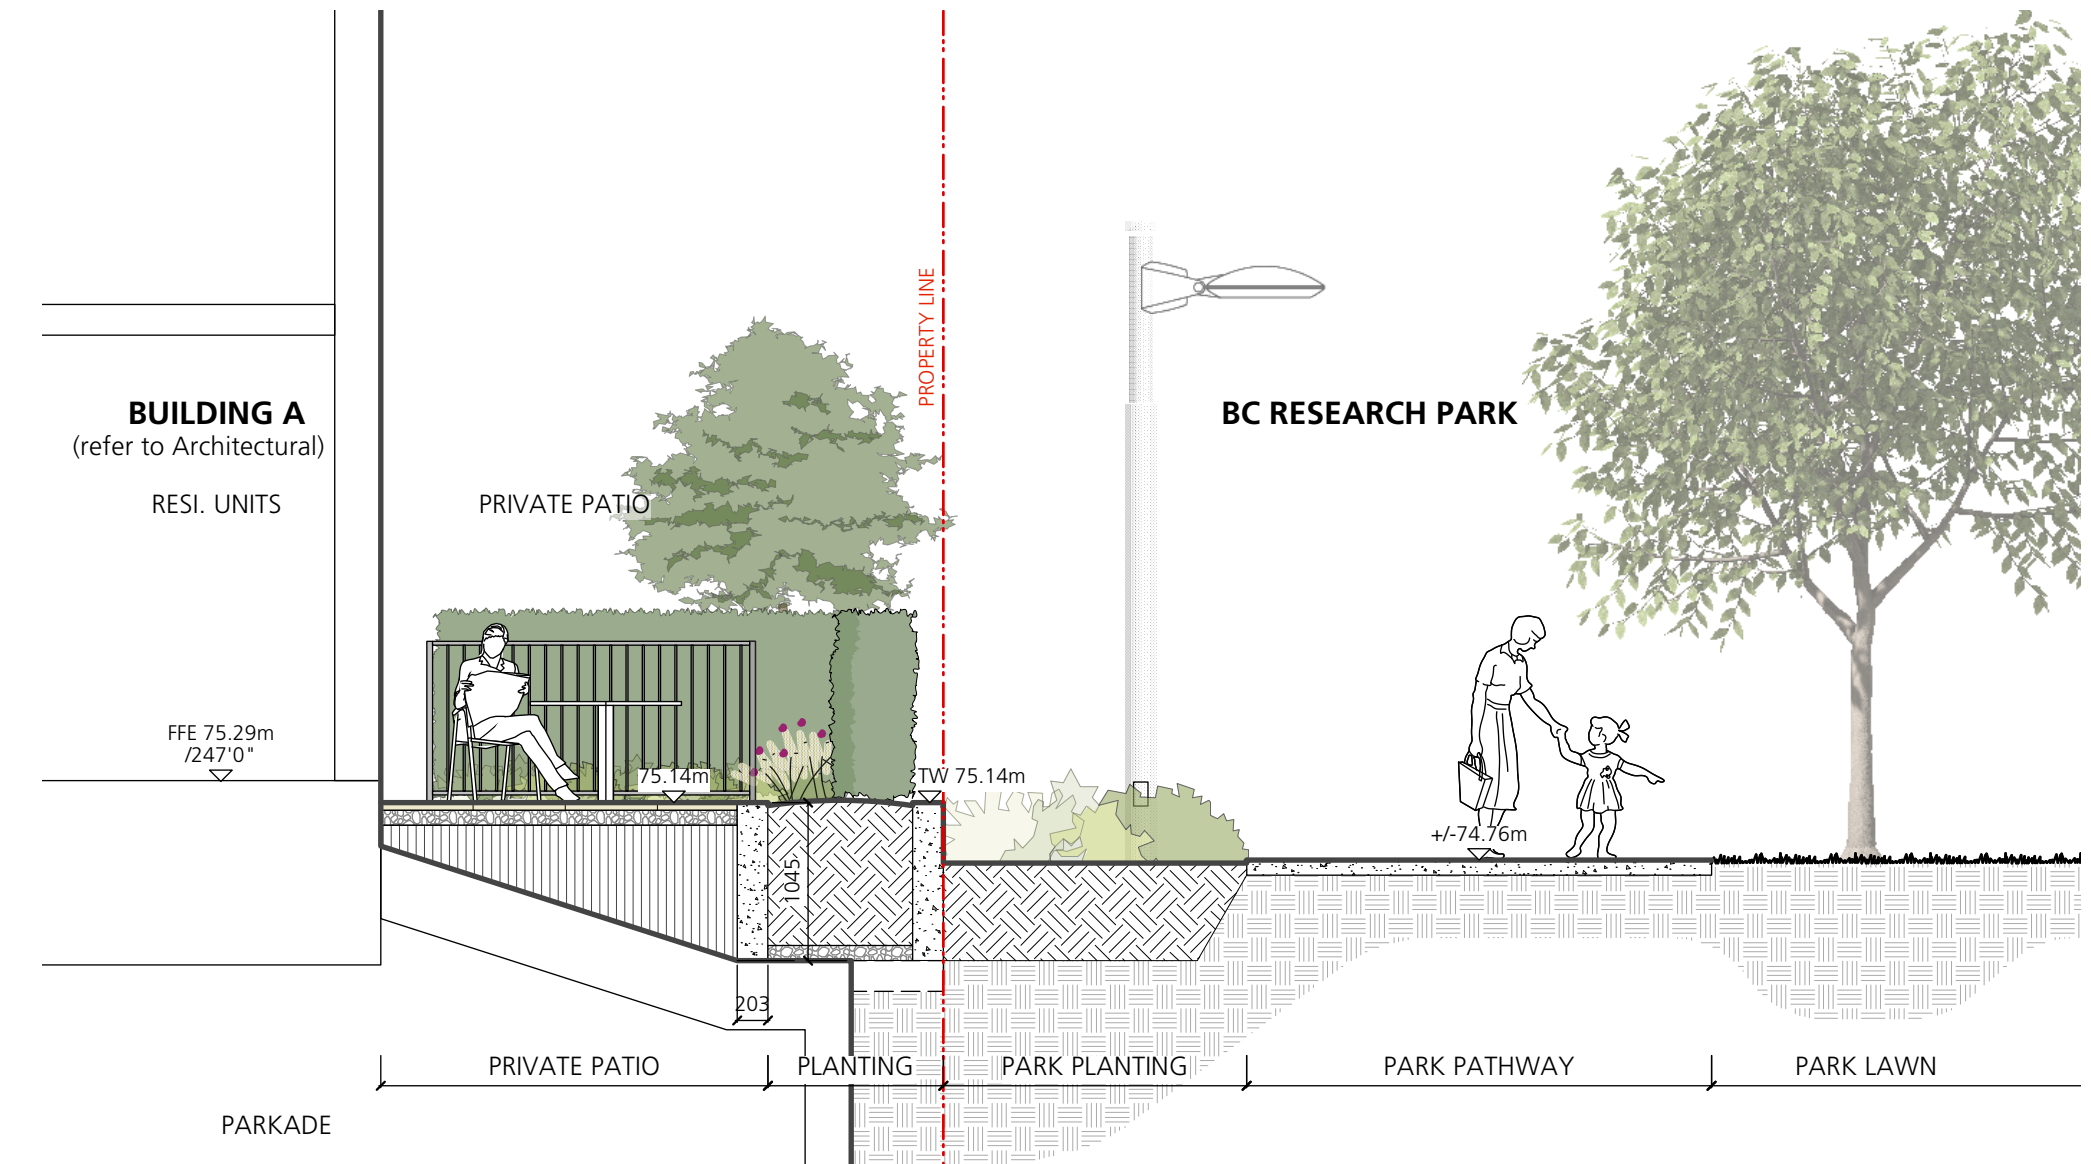 PROPERTY LINE
BUILDING A
(refer to Architectural)
BC RESEARCH PARK
RESI. UNITS
PRIVATE PATIO
FFE 75.29m
/247'0"
75.14m
TW 75.14m
+/-74.76m
1045
203
PRIVATE PATIO
PLANTING
PARK PLANTING
PARK PATHWAY
PARK LAWN
PARKADE